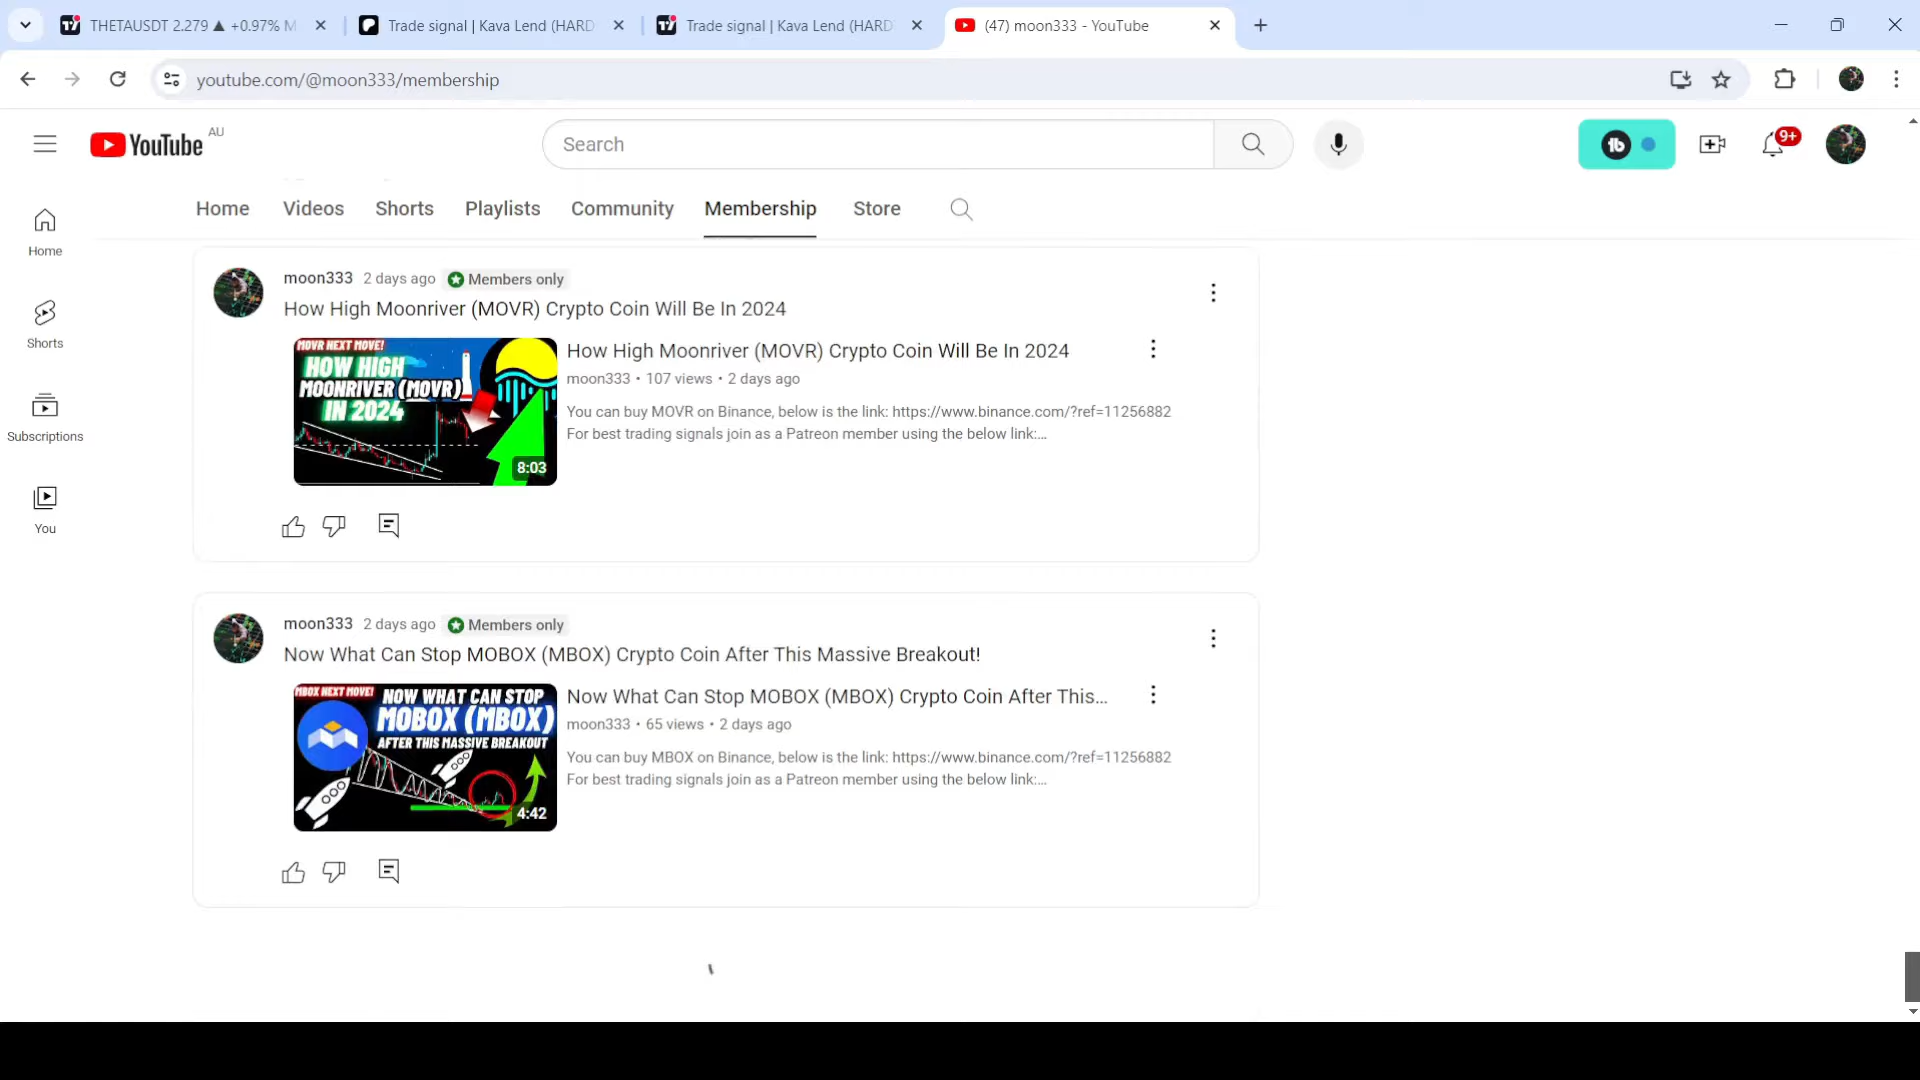 THETAUSDT 2.279 ▲ +0.97% M
Trade signal | Kava Lend (HARD
Trade signal | Kava Lend (HARD
(47) moon333 - YouTube
youtube.com/@moon333/membership
YouTube AU
Search
9+
Home
Videos
Shorts
Playlists
Community
Membership
Store
Home
Shorts
Subscriptions
You
moon333 2 days ago Members only
How High Moonriver (MOVR) Crypto Coin Will Be In 2024
MOVR NEXT MOVE!
HOW HIGH
MOONRIVER (MOVR)
IN 2024
8:03
How High Moonriver (MOVR) Crypto Coin Will Be In 2024
moon333 • 107 views • 2 days ago
You can buy MOVR on Binance, below is the link: https://www.binance.com/?ref=11256882
For best trading signals join as a Patreon member using the below link:...
moon333 2 days ago Members only
Now What Can Stop MOBOX (MBOX) Crypto Coin After This Massive Breakout!
MBOX NEXT MOVE!
NOW WHAT CAN STOP
MOBOX (MBOX)
AFTER THIS MASSIVE BREAKOUT
4:42
Now What Can Stop MOBOX (MBOX) Crypto Coin After This...
moon333 • 65 views • 2 days ago
You can buy MBOX on Binance, below is the link: https://www.binance.com/?ref=11256882
For best trading signals join as a Patreon member using the below link:...